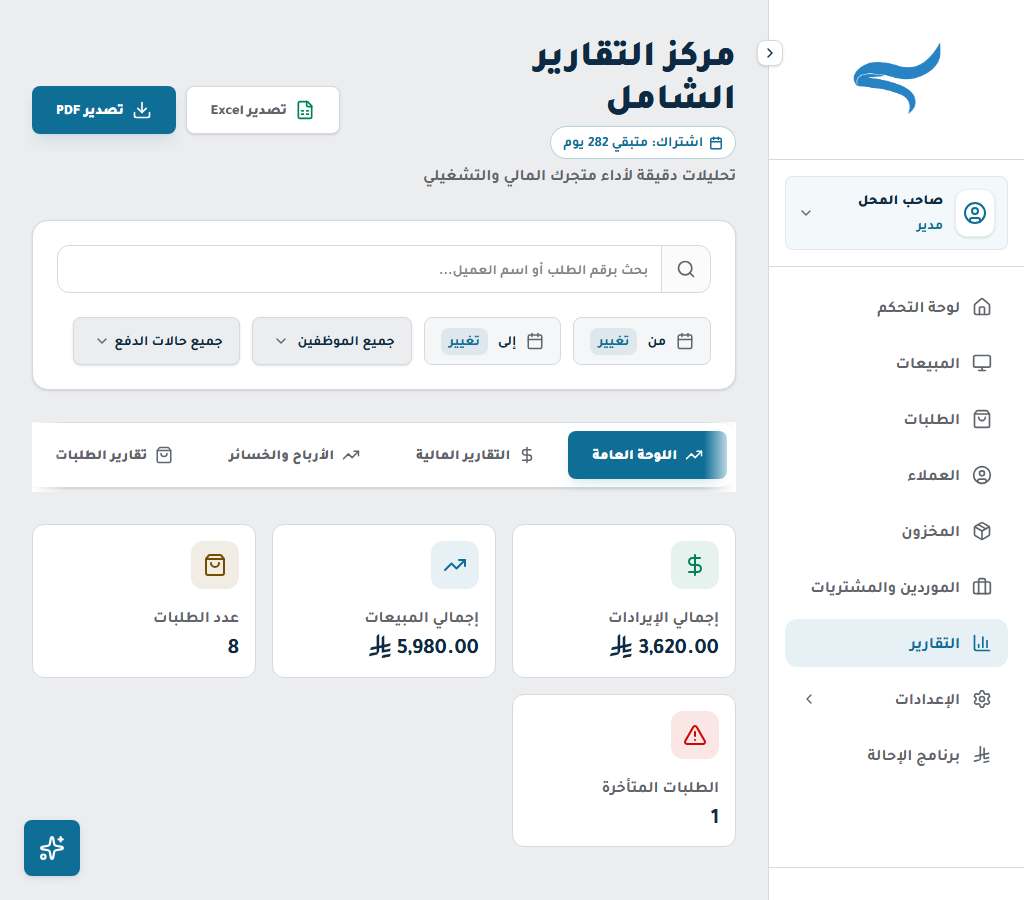 صاحب المحل
مدير
لوحة التحكم
المبيعات
الطلبات
العملاء
المخزون
الموردين والمشتريات
التقارير
الإعدادات
برنامج الإحالة
مركز التقارير
الشامل
اشتراك: متبقي 282 يوم
تحليلات دقيقة لأداء متجرك المالي والتشغيلي
تصدير Excel
تصدير PDF
بحث برقم الطلب أو اسم العميل...
من تغيير
إلى تغيير
جميع الموظفين
جميع حالات الدفع
اللوحة العامة
التقارير المالية
الأرباح والخسائر
تقارير الطلبات
إجمالي الإيرادات
3,620.00
إجمالي المبيعات
5,980.00
عدد الطلبات
8
الطلبات المتأخرة
1